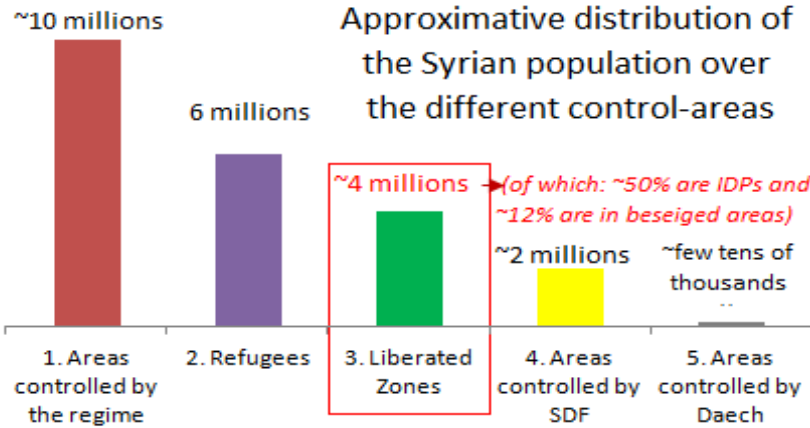 Approximative distribution of
the Syrian population over
the different control-areas
~10 millions
6 millions
~4 millions
(of which: ~50% are IDPs and
~12% are in beseiged areas)
~2 millions
~few tens of
thousands
1. Areas
controlled by
the regime
2. Refugees
3. Liberated
Zones
4. Areas
controlled by
SDF
5. Areas
controlled by
Daech